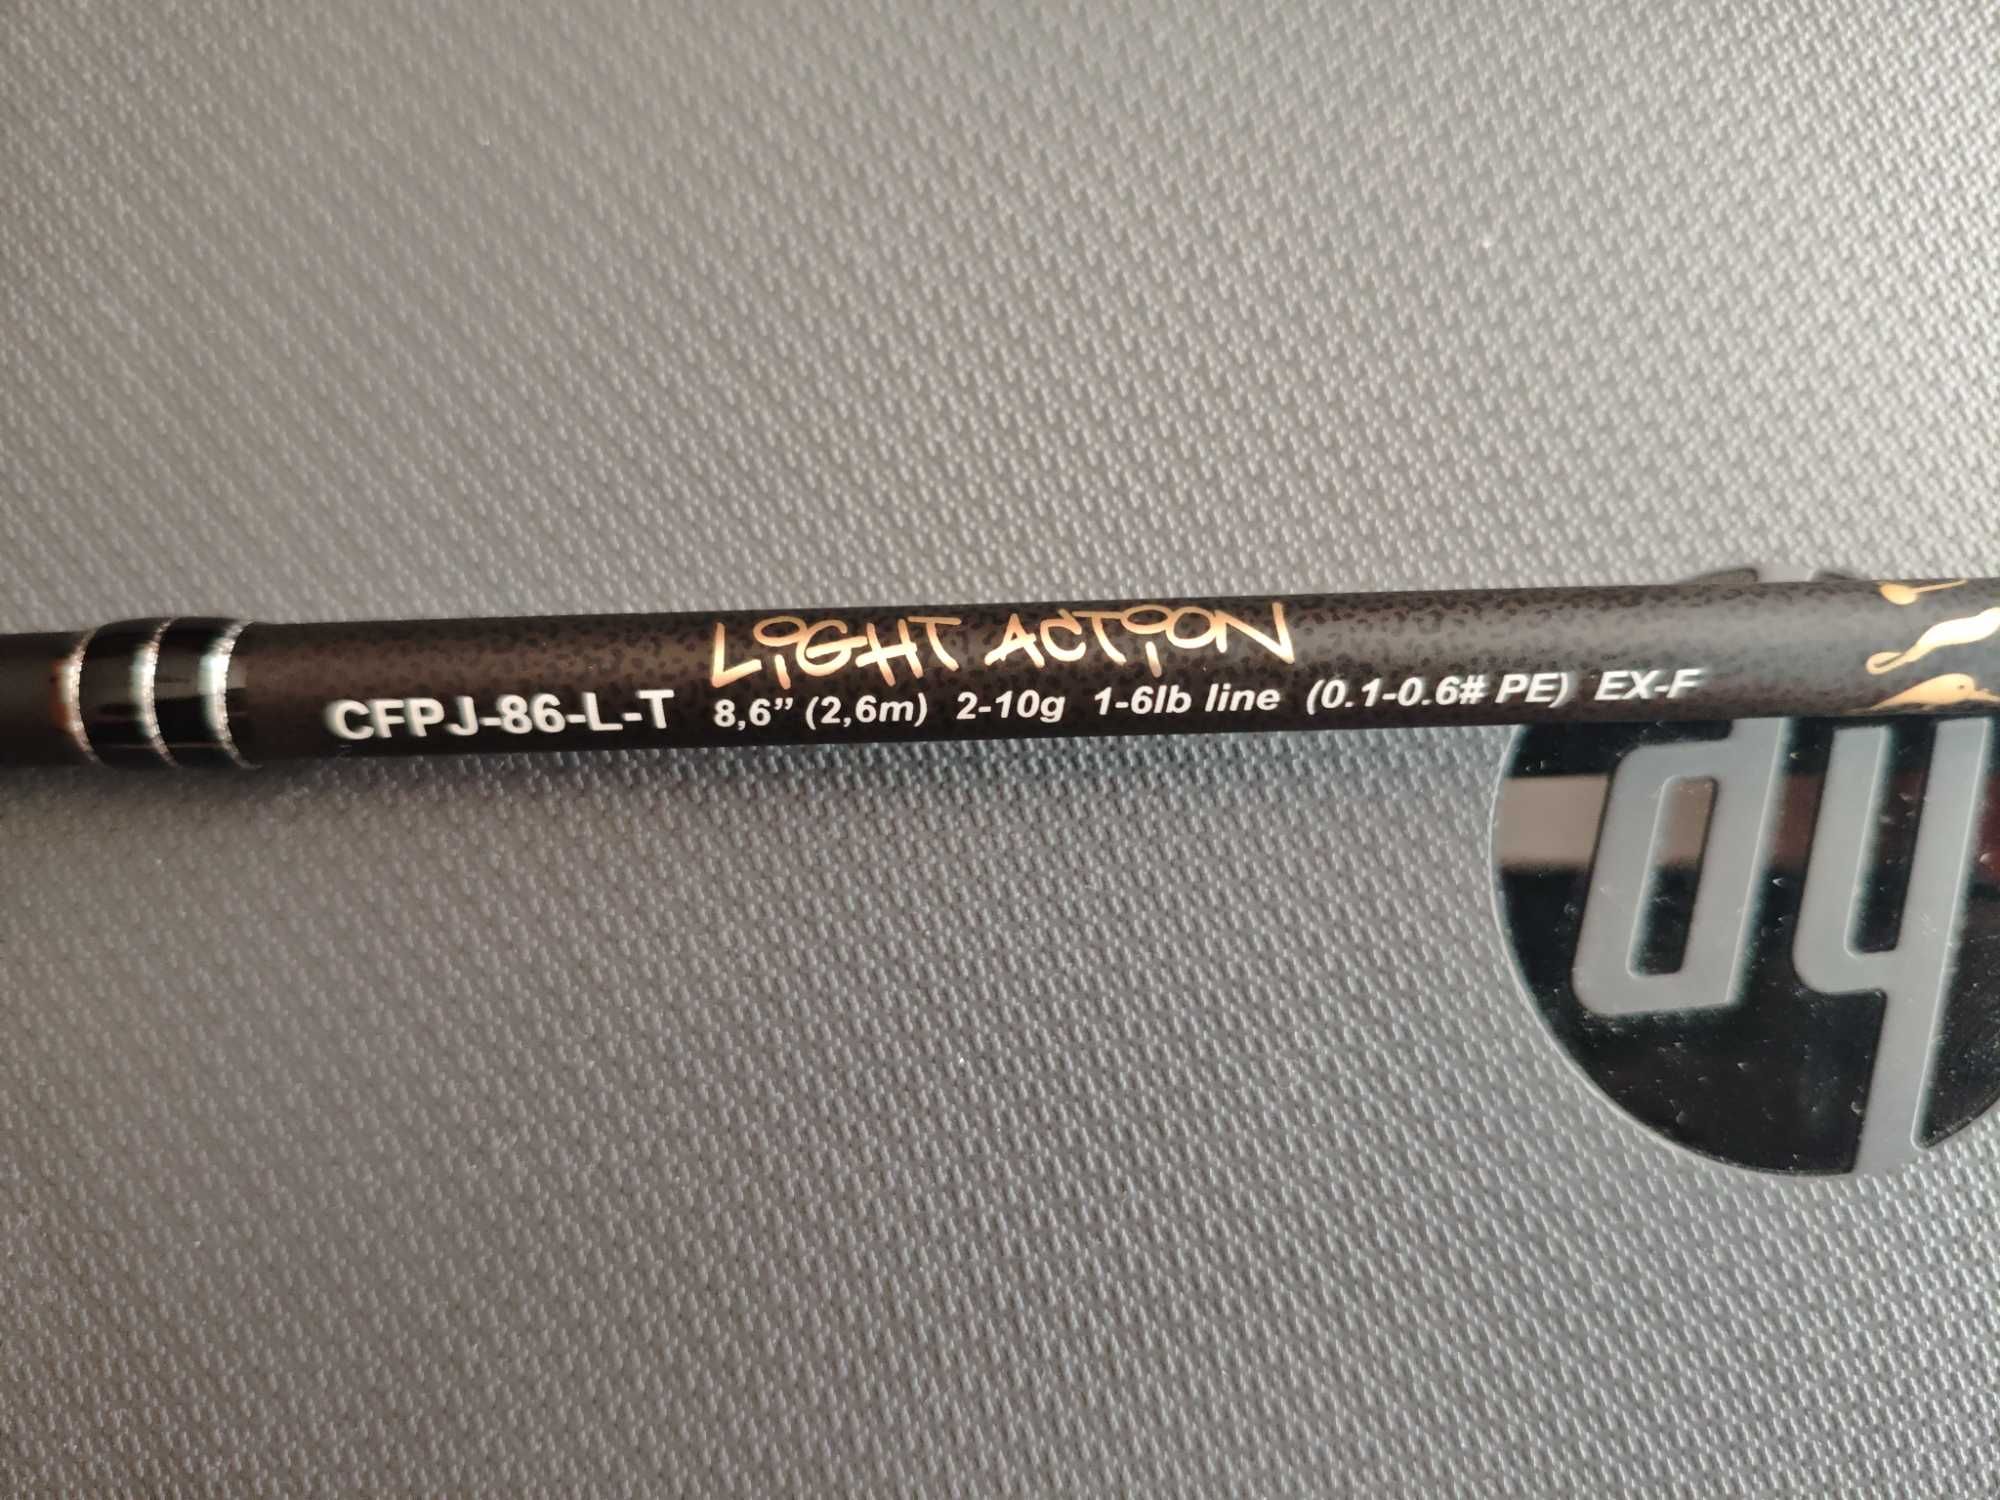 LiGHT ACTiON
CFPJ-86-L-T 8,6” (2,6m) 2-10g 1-6lb line (0.1-0.6# PE) EX-F
hp